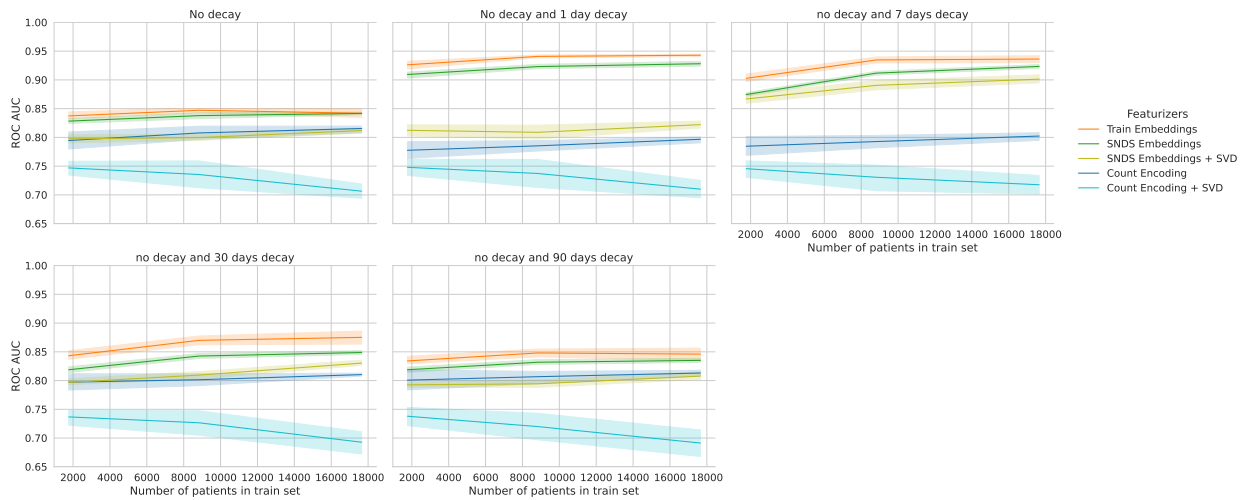 No decay
No decay and 1 day decay
no decay and 7 days decay
1.00
0.95
0.90
0.85
0.80
0.75
0.70
0.65
ROC AUC
2000 4000 6000 8000 10000 12000 14000 16000 18000
Number of patients in train set
Featurizers
Train Embeddings
SNDS Embeddings
SNDS Embeddings + SVD
Count Encoding
Count Encoding + SVD
no decay and 30 days decay
no decay and 90 days decay
1.00
0.95
0.90
0.85
0.80
0.75
0.70
0.65
ROC AUC
2000 4000 6000 8000 10000 12000 14000 16000 18000
Number of patients in train set
2000 4000 6000 8000 10000 12000 14000 16000 18000
Number of patients in train set